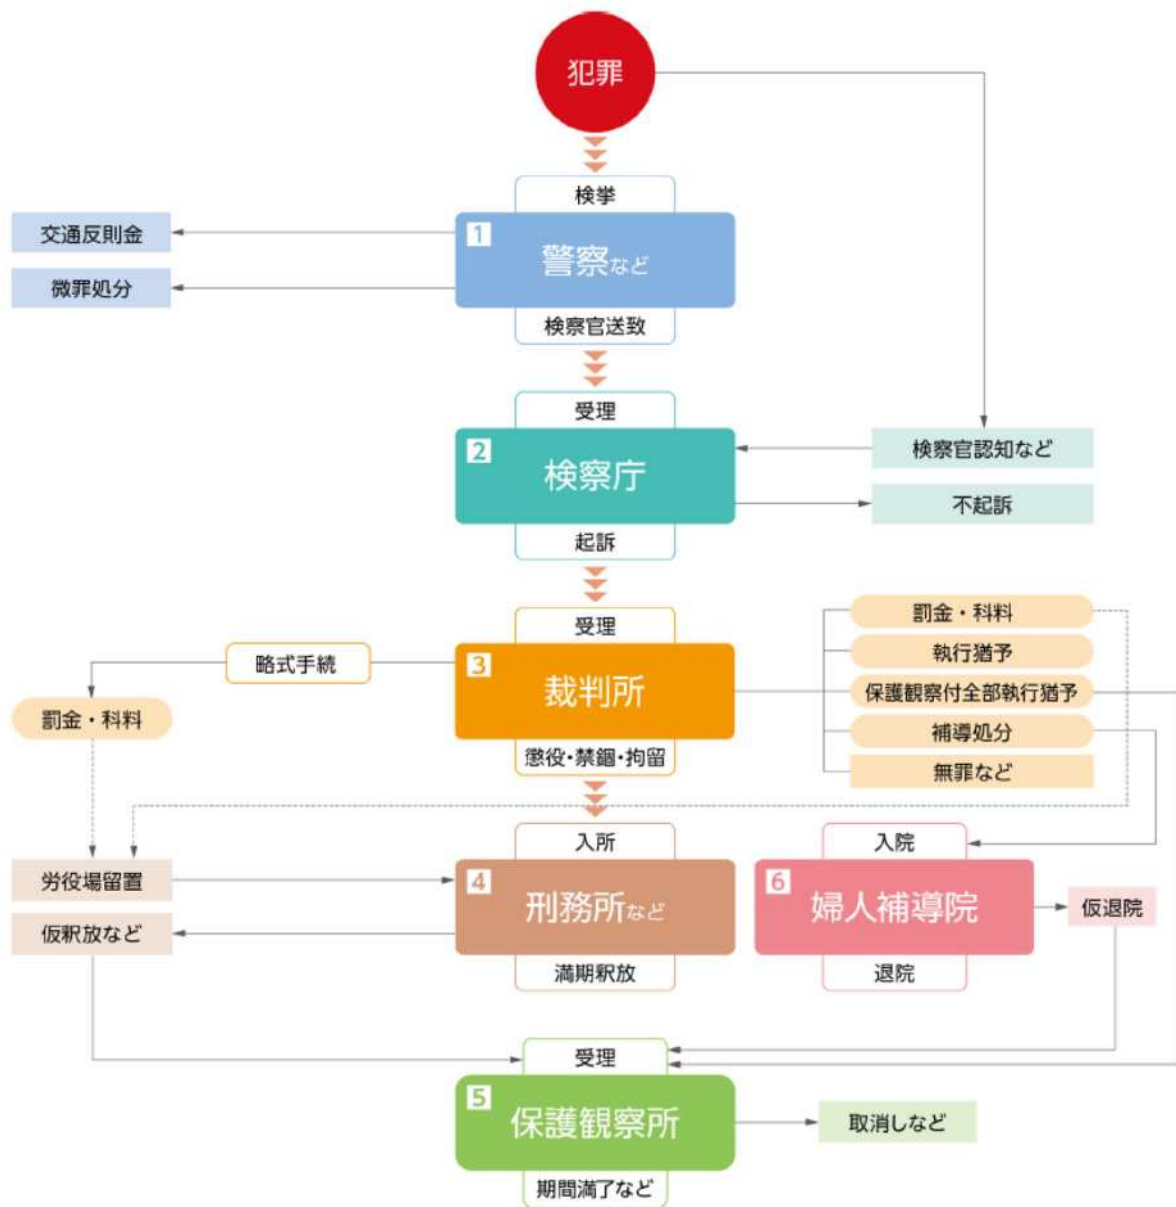 犯罪
検挙
1
警察など
交通反則金
微罪処分
検察官送致
受理
2
検察庁
検察官認知など
不起訴
起訴
受理
3
裁判所
略式手続
罰金・科料
罰金・科料
執行猶予
保護観察付全部執行猶予
補導処分
無罪など
懲役・禁錮・拘留
入所
4
刑務所など
労役場留置
仮釈放など
満期釈放
入院
6
婦人補導院
仮退院
退院
受理
5
保護観察所
取消しなど
期間満了など